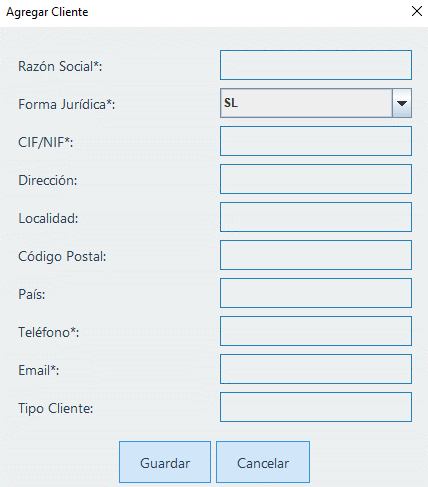 Agregar Cliente
Razón Social*:
Forma Jurídica*: SL
CIF/NIF*:
Dirección:
Localidad:
Código Postal:
País:
Teléfono*:
Email*:
Tipo Cliente:
Guardar Cancelar